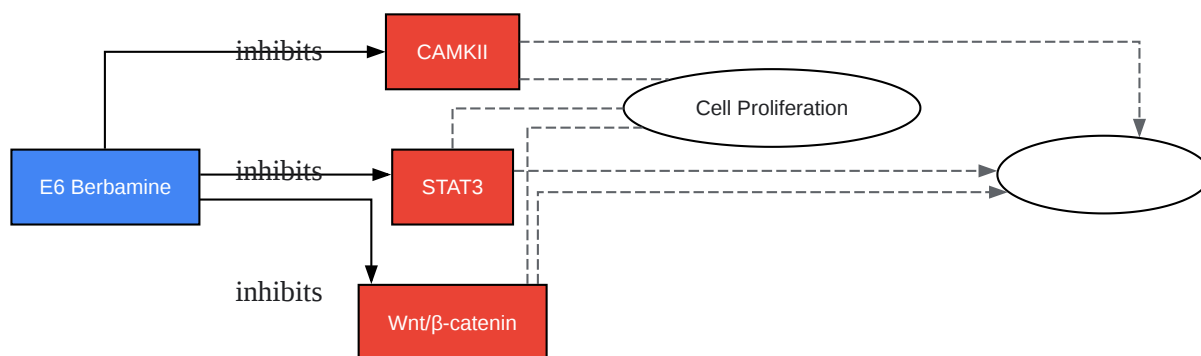 inhibits
CAMKII
Cell Proliferation
E6 Berbamine
inhibits
STAT3
inhibits
Wnt/β-catenin